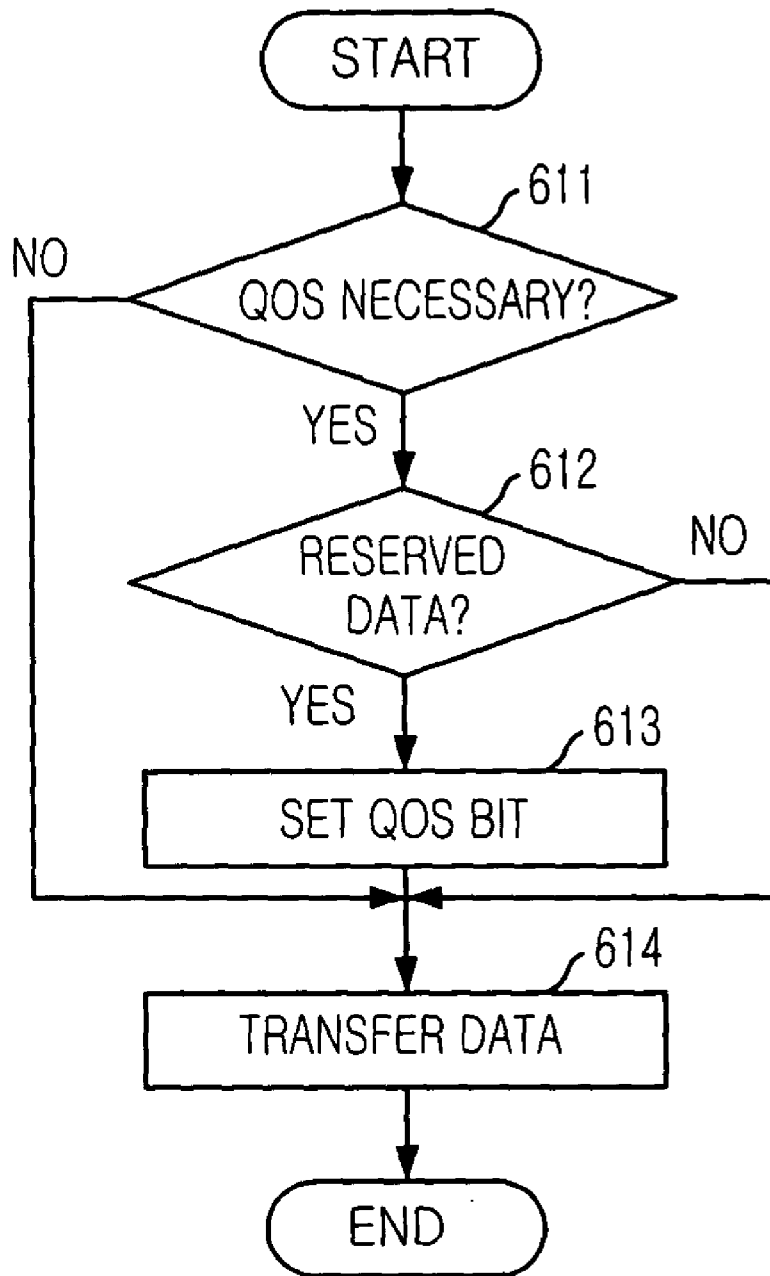 START
611
NO
QOS NECESSARY?
YES
612
NO
RESERVED
DATA?
YES
613
SET QOS BIT
614
TRANSFER DATA
END